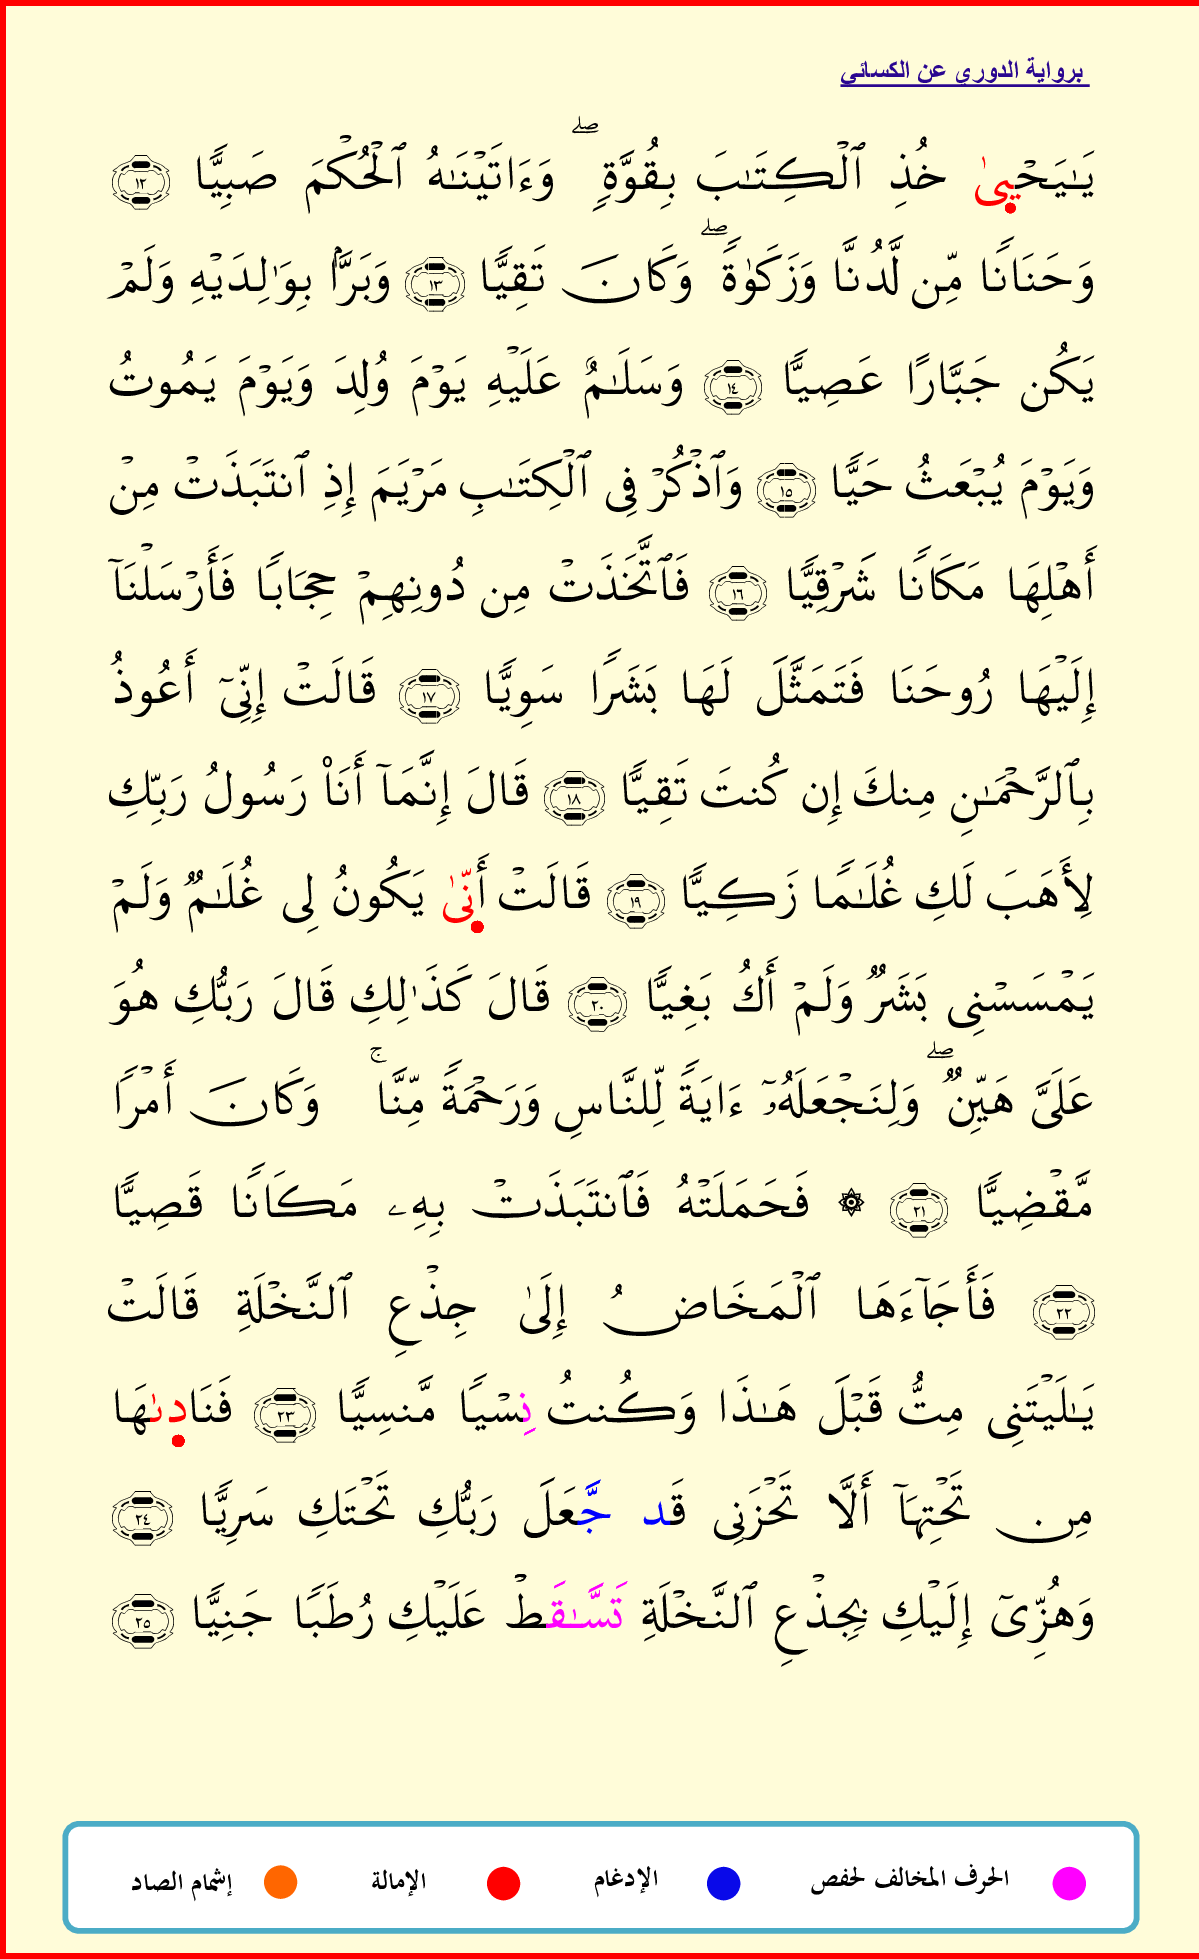 برواية الدوري عن الكسائي
يَـٰيَحۡيىٰ خُذِ ٱلۡكِتَـٰبَ بِقُوَّةࣲۖ وَءَاتَيۡنَـٰهُ ٱلۡحُكۡمَ صَبِيࣰّا ١٢
وَحَنَانࣰا مِّن لَّدُنَّا وَزَكَوٰةࣰۖ وَكَانَ تَقِيࣰّا ١٣ وَبَرَّۢا بِوَٰلِدَيۡهِ وَلَمۡ
يَكُن جَبَّارًا عَصِيࣰّا ١٤ وَسَلَـٰمٌ عَلَيۡهِ يَوۡمَ وُلِدَ وَيَوۡمَ يَمُوتُ
وَيَوۡمَ يُبۡعَثُ حَيࣰّا ١٥ وَٱذۡكُرۡ فِى ٱلۡكِتَـٰبِ مَرۡيَمَ إِذِ ٱنتَبَذَتۡ مِنۡ
أَهۡلِهَا مَكَانࣰا شَرۡقِيࣰّا ١٦ فَٱتَّخَذَتۡ مِن دُونِهِمۡ حِجَابࣰا فَأَرۡسَلۡنَآ
إِلَيۡهَا رُوحَنَا فَتَمَثَّلَ لَهَا بَشَرࣰا سَوِيࣰّا ١٧ قَالَتۡ إِنِّىٓ أَعُوذُ
بِٱلرَّحۡمَـٰنِ مِنكَ إِن كُنتَ تَقِيࣰّا ١٨ قَالَ إِنَّمَآ أَنَا۠ رَسُولُ رَبِّكِ
لِأَهَبَ لَكِ غُلَـٰمࣰا زَكِيࣰّا ١٩ قَالَتۡ أَنِّىٰ يَكُونُ لِى غُلَـٰمࣱ وَلَمۡ
يَمۡسَسۡنِى بَشَرࣱ وَلَمۡ أَكُ بَغِيࣰّا ٢٠ قَالَ كَذَٰلِكِ قَالَ رَبُّكِ هُوَ
عَلَىَّ هَيِّنࣱۖ وَلِنَجۡعَلَهُۥٓ ءَايَةࣰ لِّلنَّاسِ وَرَحۡمَةࣰ مِّنَّاۚ وَكَانَ أَمۡرࣰا
مَّقۡضِيࣰّا ٢١ ۞ فَحَمَلَتۡهُ فَٱنتَبَذَتۡ بِهِۦ مَكَانࣰا قَصِيࣰّا
٢٢ فَأَجَآءَهَا ٱلۡمَخَاضُ إِلَىٰ جِذۡعِ ٱلنَّخۡلَةِ قَالَتۡ
يَـٰلَيۡتَنِى مِتُّ قَبۡلَ هَـٰذَا وَكُنتُ نِسۡيࣰا مَّنسِيࣰّا ٢٣ فَنَادِىٰهَا
مِن تَحۡتِهَآ أَلَّا تَحۡزَنِى قَد جَّعَلَ رَبُّكِ تَحۡتَكِ سَرِيࣰّا ٢٤
وَهُزِّىٓ إِلَيۡكِ بِجِذۡعِ ٱلنَّخۡلَةِ تَسَّـٰقَطۡ عَلَيۡكِ رُطَبࣰا جَنِيࣰّا ٢٥
الحرف المخالف لحفص الإدغام الإمالة إشمام الصاد